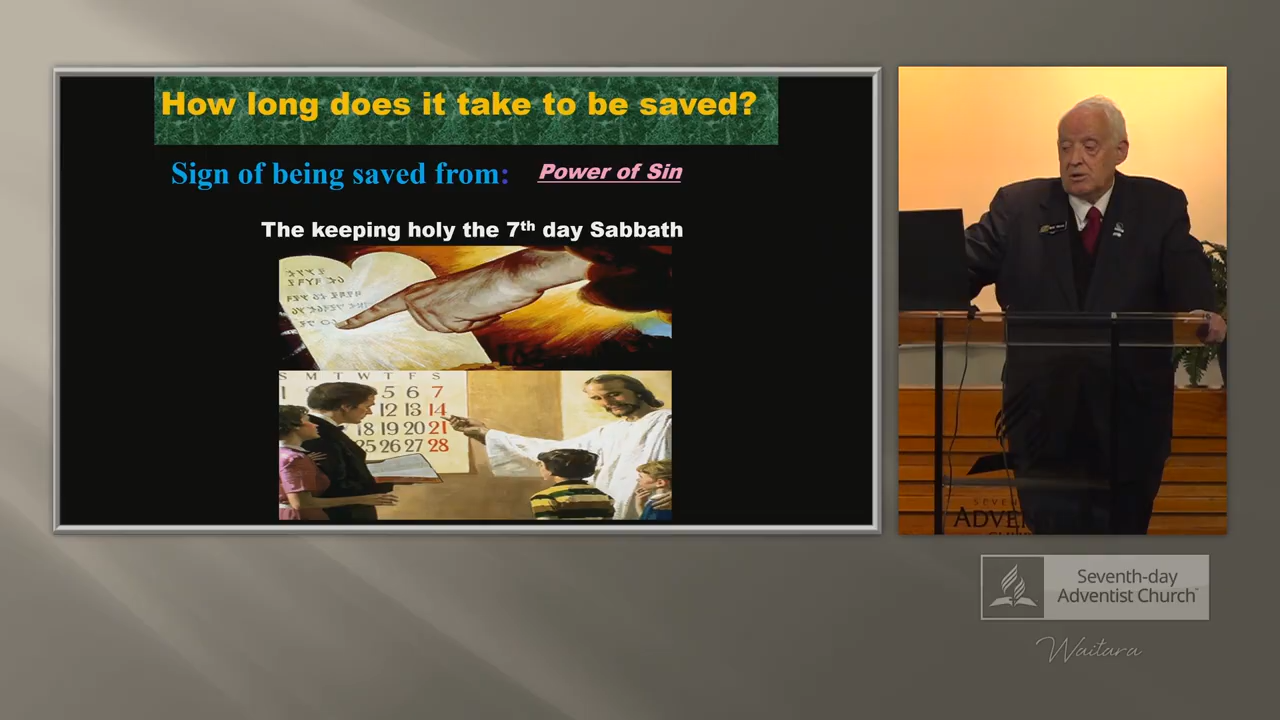 How long does it take to be saved?
Sign of being saved from: Power of Sin
The keeping holy the 7th day Sabbath
S M T W T F S
1 5 6 7
12 13 14
18 19 20 21
25 26 27 28
Seventh-day
Adventist Church
Waitara